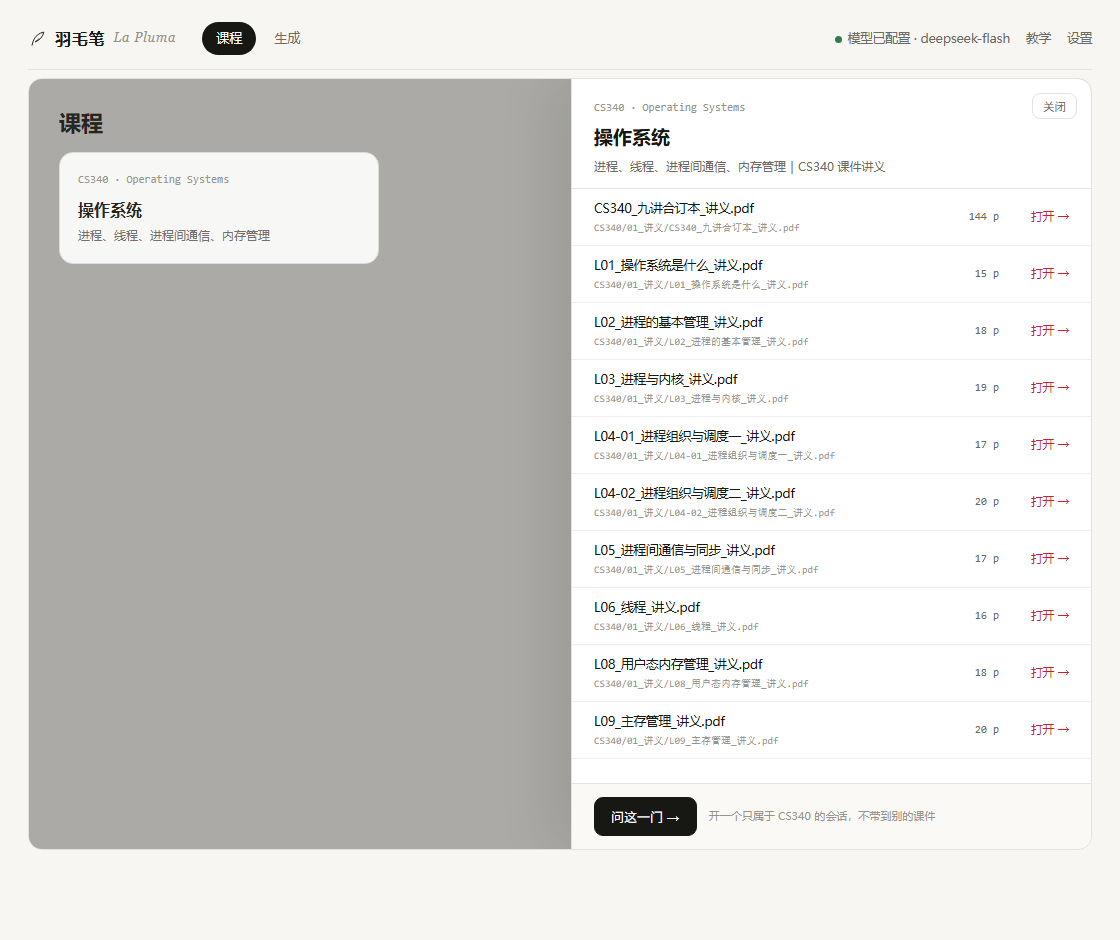 羽毛笔 La Pluma 课程 生成 模型已配置 · deepseek-flash 教学 设置
课程
CS340 · Operating Systems
操作系统
进程、线程、进程间通信、内存管理
CS340 · Operating Systems
关闭
操作系统
进程、线程、进程间通信、内存管理 | CS340 课件讲义
CS340_九讲合订本_讲义.pdf
CS340/01_讲义/CS340_九讲合订本_讲义.pdf
144 p 打开 →
L01_操作系统是什么_讲义.pdf
CS340/01_讲义/L01_操作系统是什么_讲义.pdf
15 p 打开 →
L02_进程的基本管理_讲义.pdf
CS340/01_讲义/L02_进程的基本管理_讲义.pdf
18 p 打开 →
L03_进程与内核_讲义.pdf
CS340/01_讲义/L03_进程与内核_讲义.pdf
19 p 打开 →
L04-01_进程组织与调度一_讲义.pdf
CS340/01_讲义/L04-01_进程组织与调度一_讲义.pdf
17 p 打开 →
L04-02_进程组织与调度二_讲义.pdf
CS340/01_讲义/L04-02_进程组织与调度二_讲义.pdf
20 p 打开 →
L05_进程间通信与同步_讲义.pdf
CS340/01_讲义/L05_进程间通信与同步_讲义.pdf
17 p 打开 →
L06_线程_讲义.pdf
CS340/01_讲义/L06_线程_讲义.pdf
16 p 打开 →
L08_用户态内存管理_讲义.pdf
CS340/01_讲义/L08_用户态内存管理_讲义.pdf
18 p 打开 →
L09_主存管理_讲义.pdf
CS340/01_讲义/L09_主存管理_讲义.pdf
20 p 打开 →
问这一门 → 开一个只属于 CS340 的会话，不带到别的课件